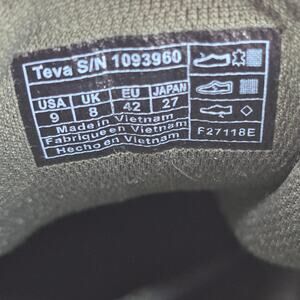 Teva S/N 1093960
USA UK EU JAPAN
9 8 42 27
Made in Vietnam
Fabriqué en Vietnam
Hecho en Vietnam
F27118E